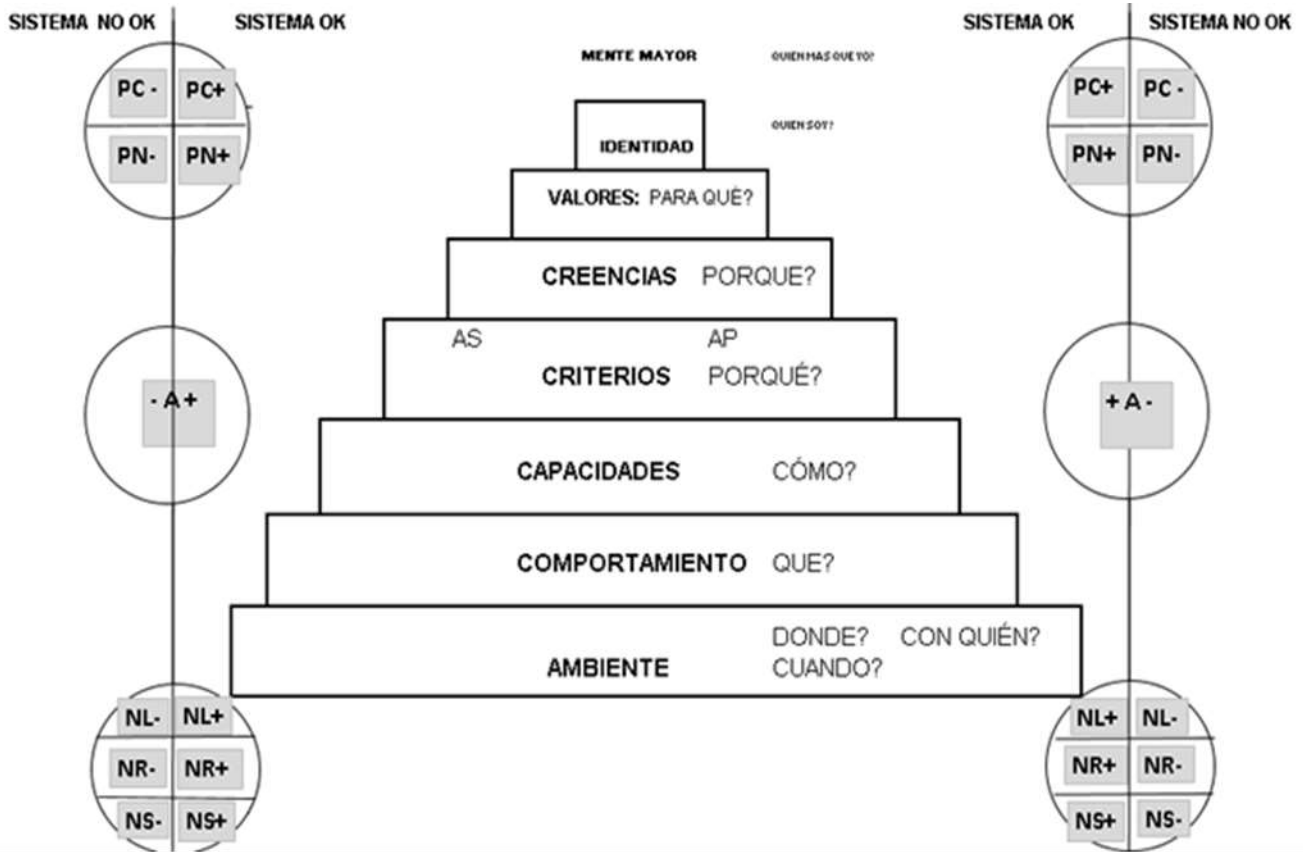 SISTEMA NO OK SISTEMA OK
SISTEMA OK SISTEMA NO OK
MENTE MAYOR QUIEN MAS QUE YO?
PC - PC+
PC+ PC -
QUIEN SOY?
IDENTIDAD
PN- PN+
PN+ PN-
VALORES: PARA QUÉ?
CREENCIAS PORQUE?
AS AP
CRITERIOS PORQUÉ?
- A +
+ A -
CAPACIDADES CÓMO?
COMPORTAMIENTO QUE?
DONDE? CON QUIÉN?
AMBIENTE CUANDO?
NL- NL+
NL+ NL-
NR- NR+
NR+ NR-
NS- NS+
NS+ NS-